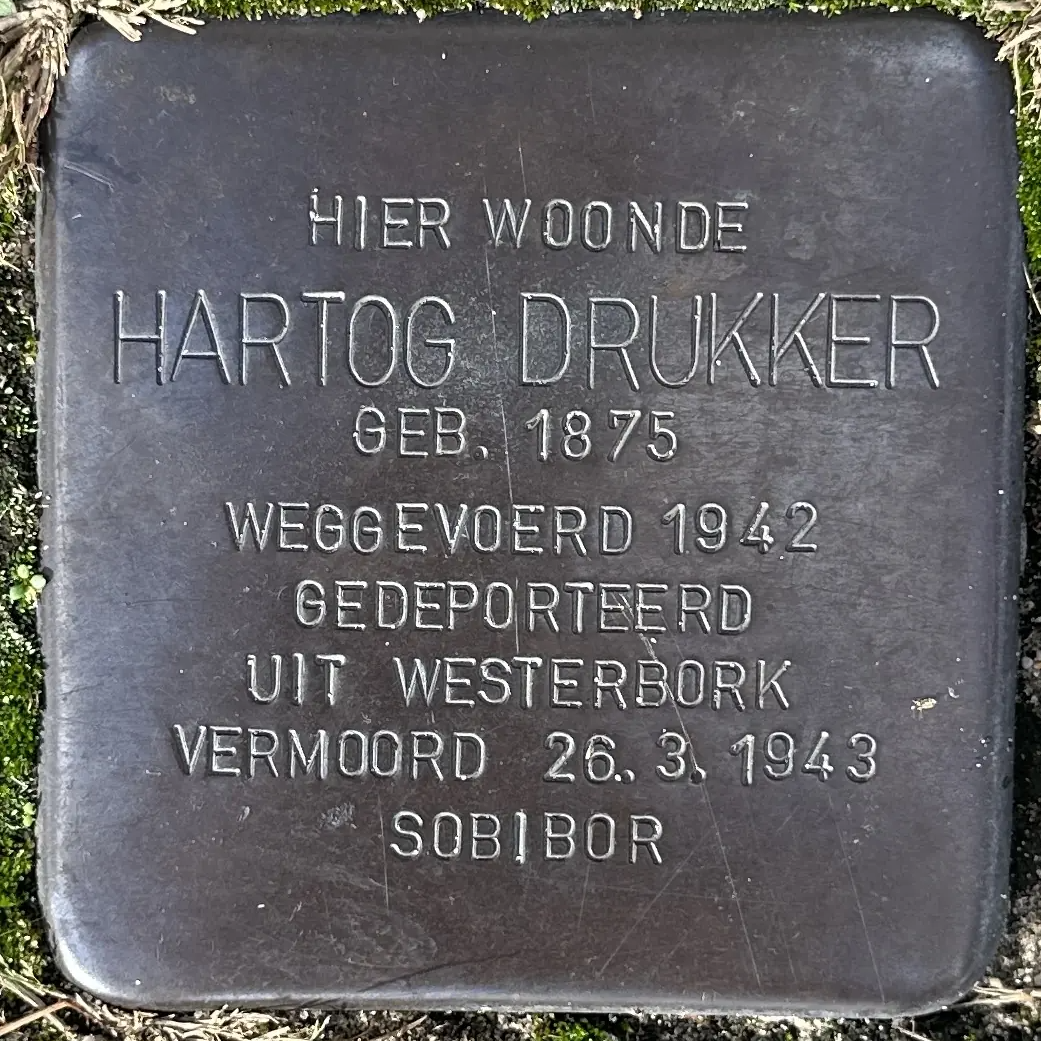 HIER WOONDE
HARTOG DRUKKER
GEB. 1875
WEGGEVOERD 1942
GEDEPORTEERD
UIT WESTERBORK
VERMOORD 26.3.1943
SOBIBOR